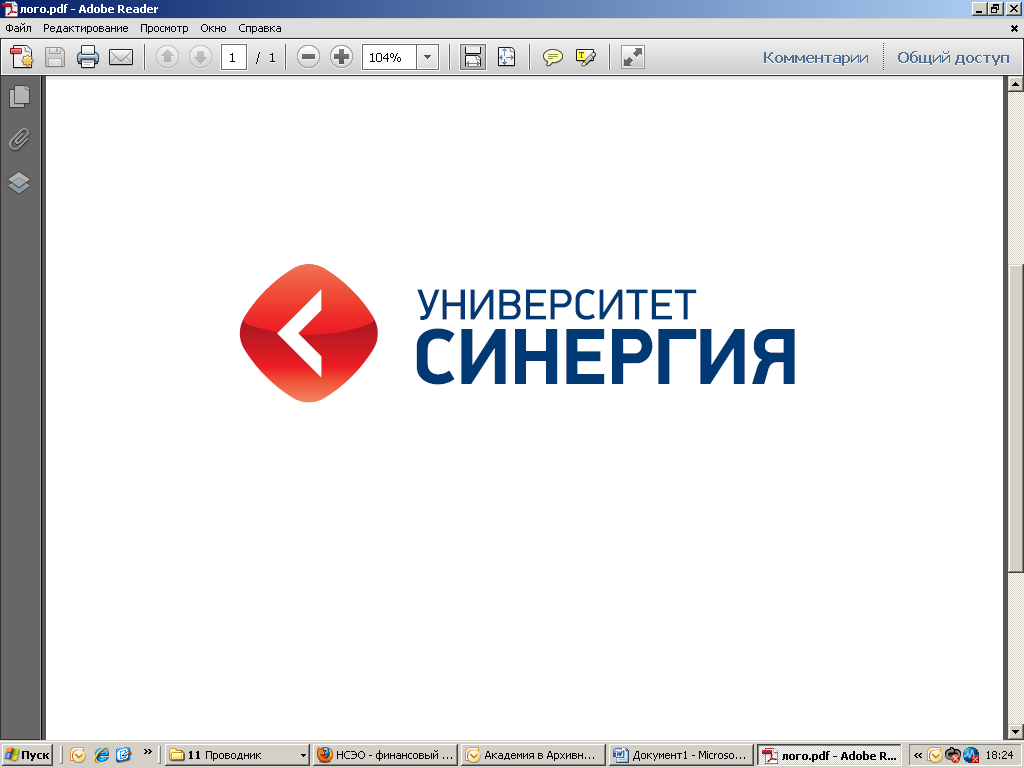 лого.pdf - Adobe Reader
Файл Редактирование Просмотр Окно Справка
1 / 1 104% Комментарии Общий доступ
УНИВЕРСИТЕТ
СИНЕРГИЯ
Пуск » 11 Проводник НСЭО - финансовый ... Академия в Архивн... Документ1 - Microso... лого.pdf - Adobe R... « 18:24